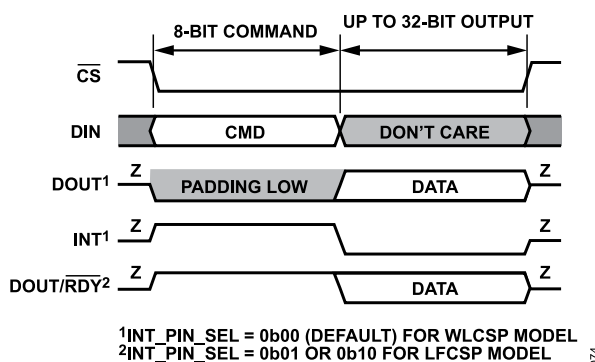 8-BIT COMMAND
UP TO 32-BIT OUTPUT
CS
DIN
CMD
DON'T CARE
DOUT1
Z
PADDING LOW
DATA
Z
INT1
Z
Z
DOUT/RDY2
Z
DATA
Z
1INT_PIN_SEL = 0b00 (DEFAULT) FOR WLCSP MODEL
2INT_PIN_SEL = 0b01 OR 0b10 FOR LFCSP MODEL